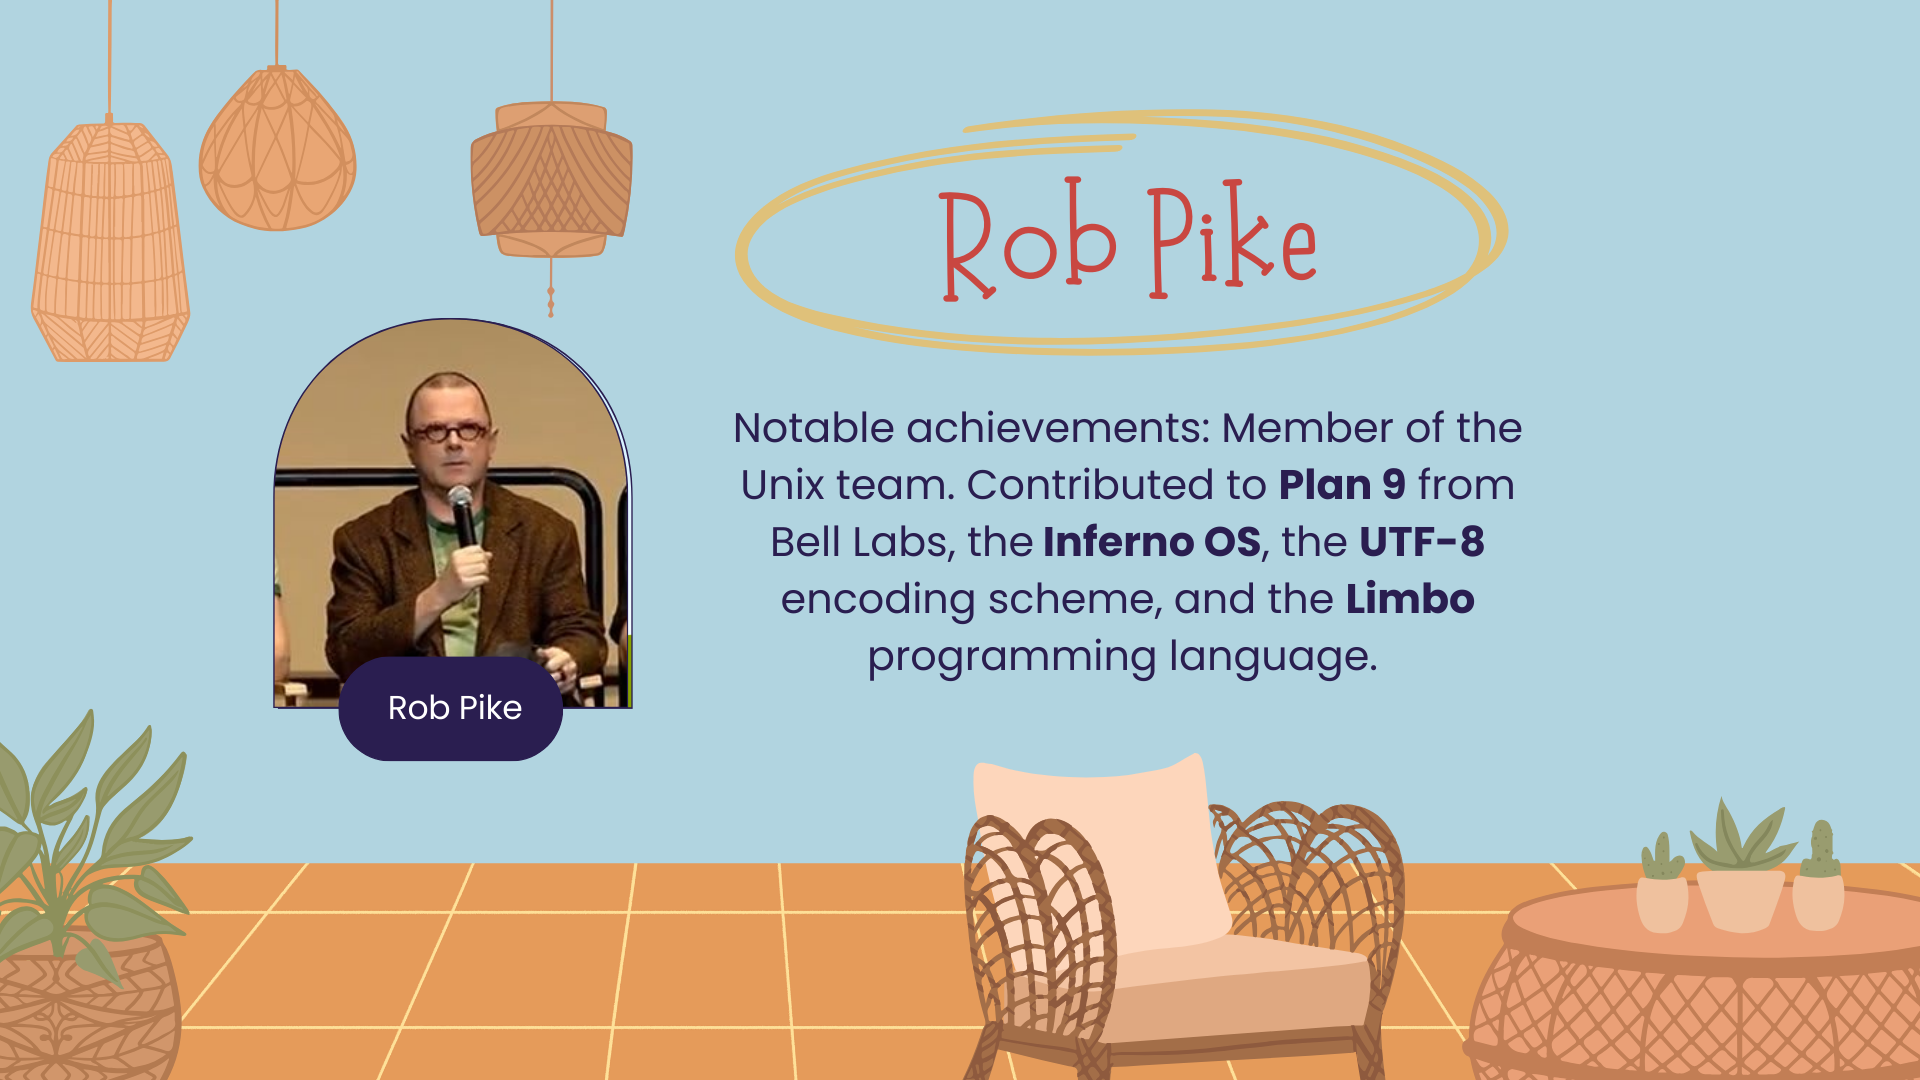 Rob Pike
Notable achievements: Member of the
Unix team. Contributed to Plan 9 from
Bell Labs, the Inferno OS, the UTF-8
encoding scheme, and the Limbo
programming language.
Rob Pike